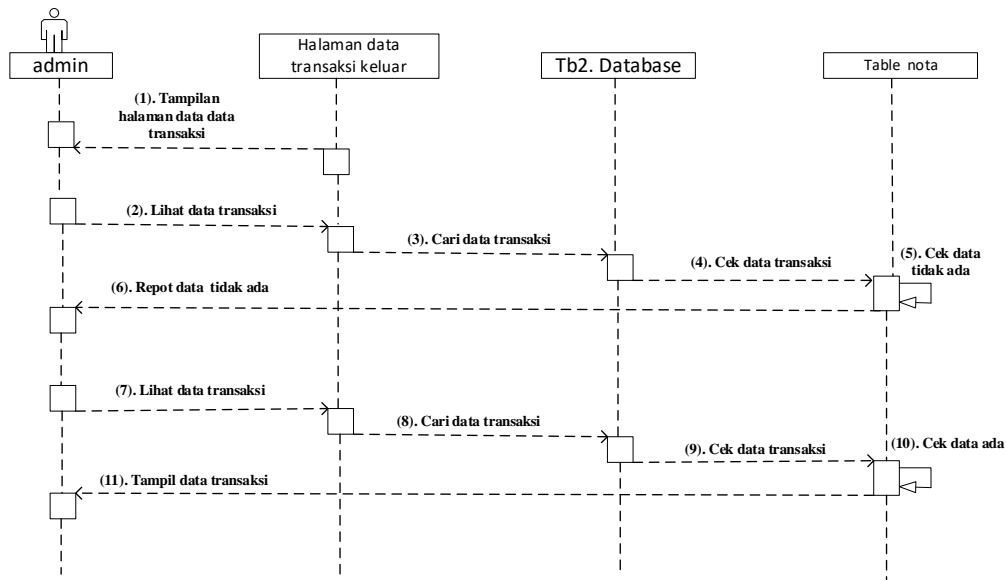 admin
Halaman data
transaksi keluar
Tb2. Database
Table nota
(1). Tampilan
halaman data data
transaksi
(2). Lihat data transaksi
(3). Cari data transaksi
(4). Cek data transaksi
(5). Cek data
tidak ada
(6). Repot data tidak ada
(7). Lihat data transaksi
(8). Cari data transaksi
(9). Cek data transaksi
(10). Cek data ada
(11). Tampil data transaksi